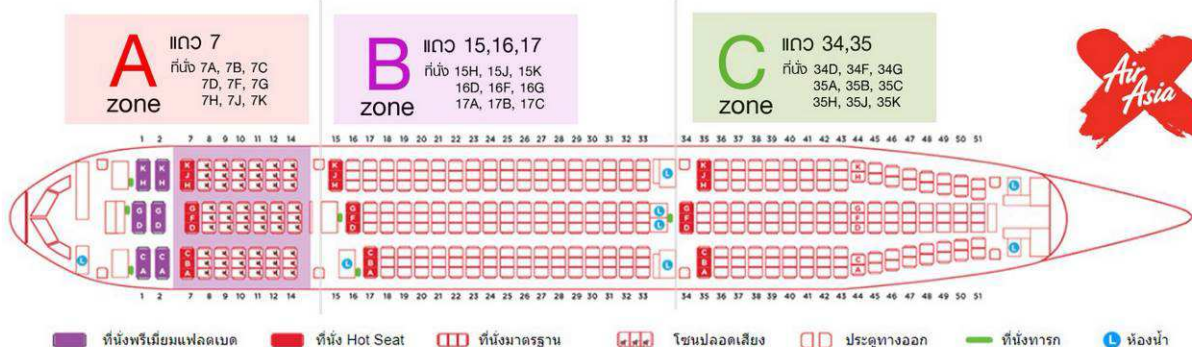 A
zone
แถว 7
ที่นั่ง 7A, 7B, 7C
7D, 7F, 7G
7H, 7J, 7K
B
zone
แถว 15,16,17
ที่นั่ง 15H, 15J, 15K
16D, 16F, 16G
17A, 17B, 17C
C
zone
แถว 34,35
ที่นั่ง 34D, 34F, 34G
35A, 35B, 35C
35H, 35J, 35K
Air
Asia
1 2 7 8 9 10 11 12 14 15 16 17 18 19 20 21 22 23 24 25 26 27 28 29 30 31 32 33 34 35 36 37 38 39 40 41 42 43 44 45 46 47 48 49 50 51
K K K K K K
J J J
H H H H H H L L
G G G G G G L
F F F F
D D D D D D L
C C C C C
B B
A A A A A A L L L L
1 2 7 8 9 10 11 12 14 15 16 17 18 19 20 21 22 23 24 25 26 27 28 29 30 31 32 33 34 35 36 37 38 39 40 41 42 43 44 45 46 47 48 49 50 51
ที่นั่งพรีเมี่ยมแฟลตเบด ที่นั่ง Hot Seat ที่นั่งมาตรฐาน โซนปลอดเสียง ประตูทางออก ที่นั่งทารก L ห้องน้ำ